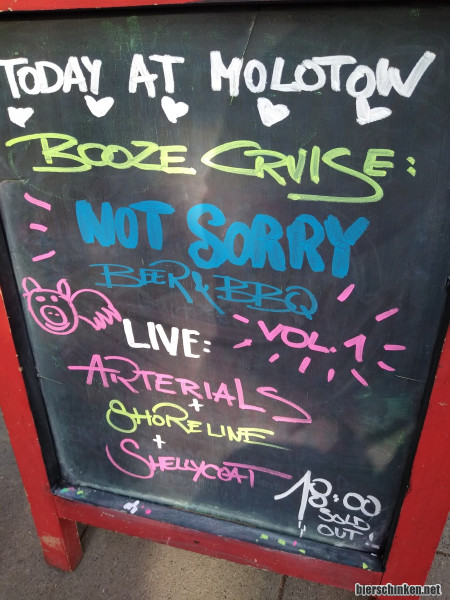 TODAY AT MOLOTOW
BOOZE CRUISE:
NOT SORRY
BEER & BBQ
VOL. 1
LIVE:
ARTERIALS
+
SHORELINE
+
SHELLYCOAT
18:00
"SOLD
OUT!"
bierschinken.net